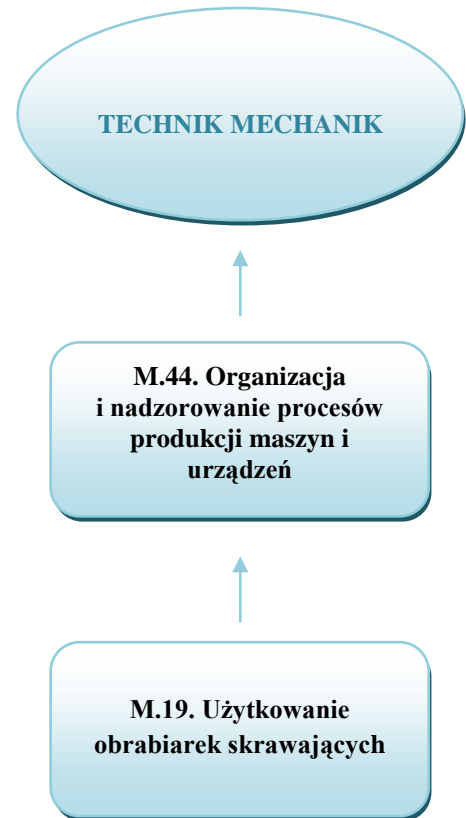 TECHNIK MECHANIK
M.44. Organizacja
i nadzorowanie procesów
produkcji maszyn i
urządzeń
M.19. Użytkowanie
obrabiarek skrawających